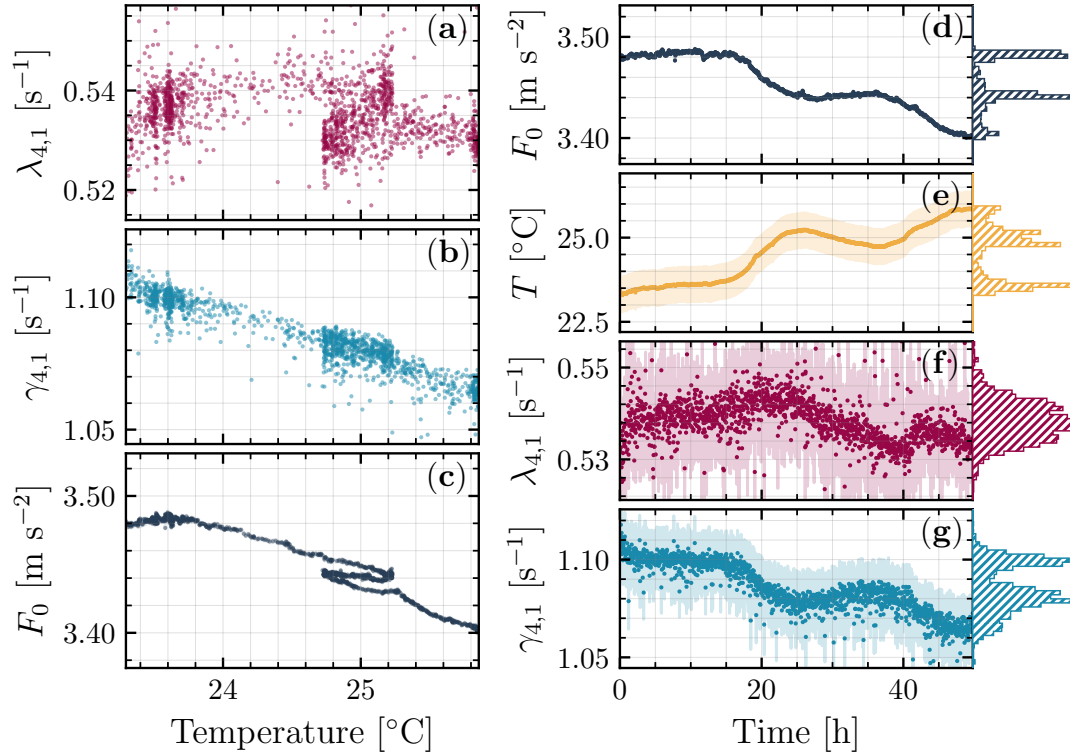 (a)
λ4,1 [s−1]
0.54
0.52
(b)
γ4,1 [s−1]
1.10
1.05
(c)
F0 [m s−2]
3.50
3.40
24
25
Temperature [°C]
(d)
F0 [m s−2]
3.50
3.40
(e)
T [°C]
25.0
22.5
(f)
λ4,1 [s−1]
0.55
0.53
(g)
γ4,1 [s−1]
1.10
1.05
0
20
40
Time [h]